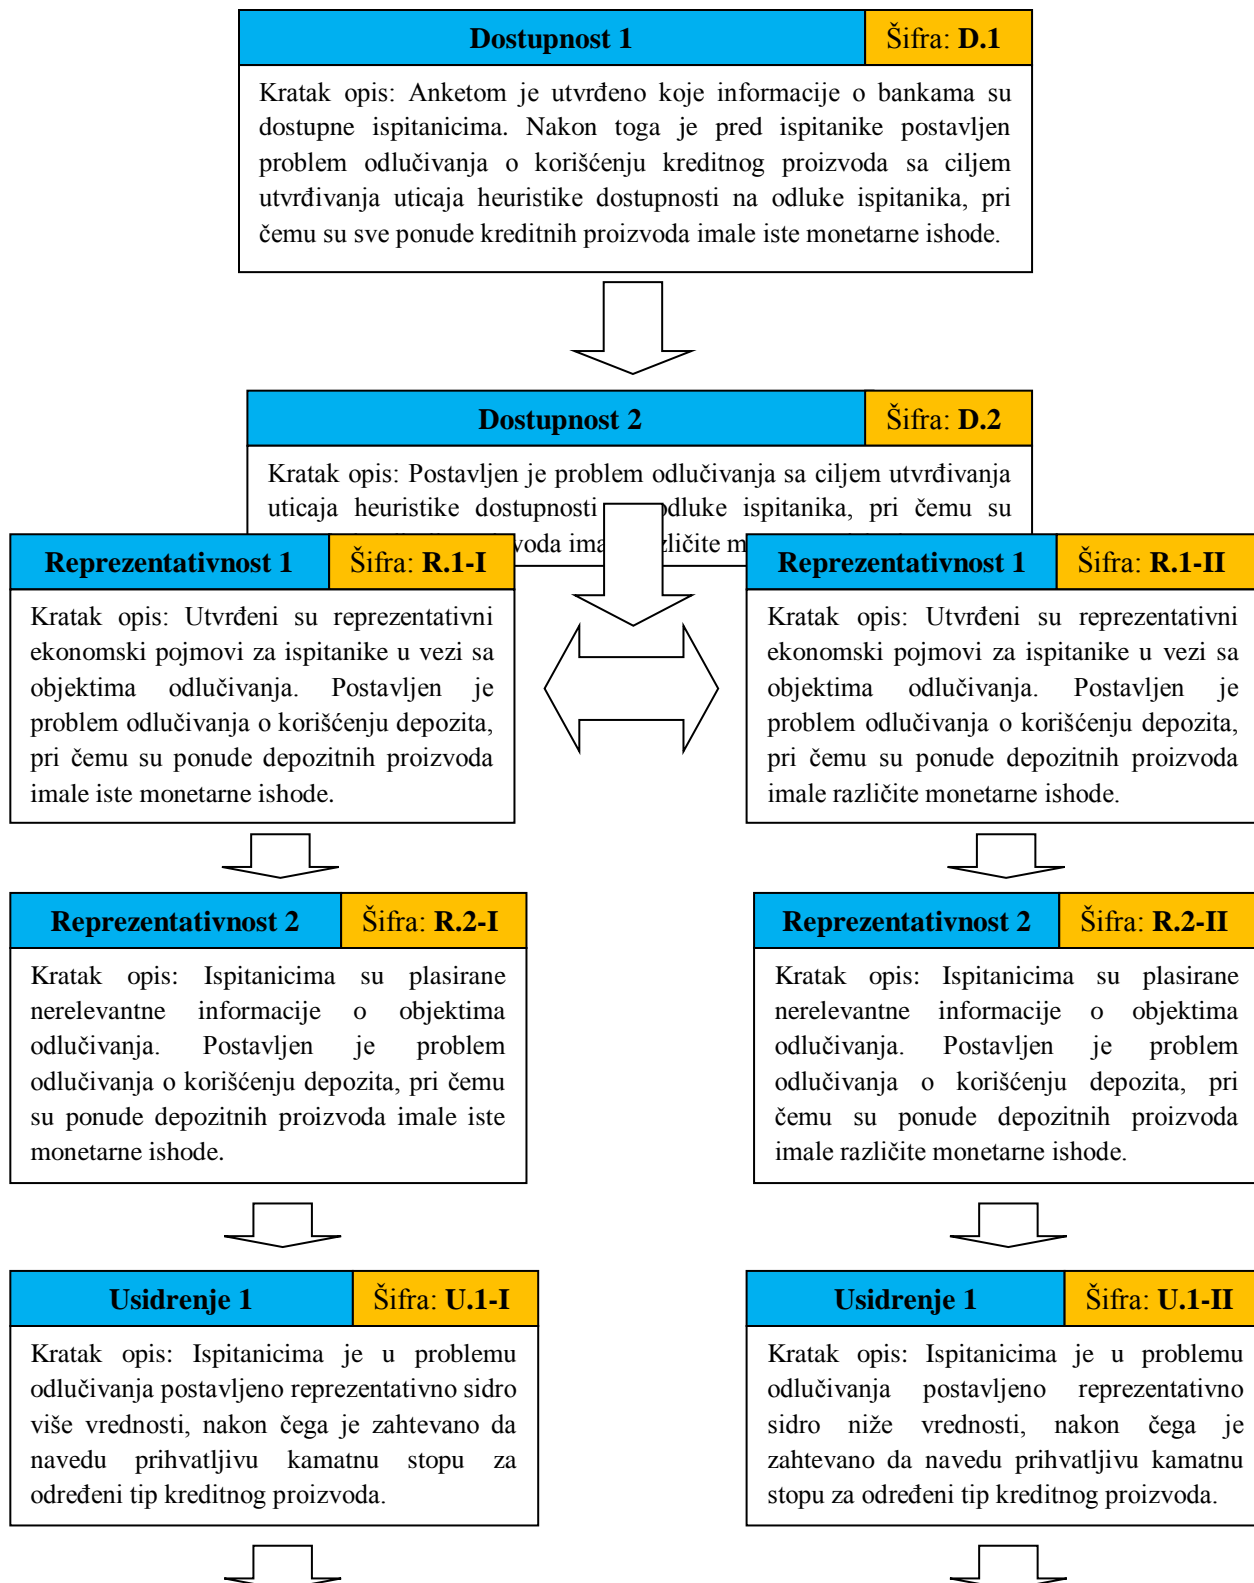 Dostupnost 1 Šifra: D.1
Kratak opis: Anketom je utvrđeno koje informacije o bankama su
dostupne ispitanicima. Nakon toga je pred ispitanike postavljen
problem odlučivanja o korišćenju kreditnog proizvoda sa ciljem
utvrđivanja uticaja heuristike dostupnosti na odluke ispitanika, pri
čemu su sve ponude kreditnih proizvoda imale iste monetarne ishode.
Dostupnost 2 Šifra: D.2
Kratak opis: Postavljen je problem odlučivanja sa ciljem utvrđivanja
uticaja heuristike dostupnosti odluke ispitanika, pri čemu su
Reprezentativnost 1 Šifra: R.1-I
Kratak opis: Utvrđeni su reprezentativni
ekonomski pojmovi za ispitanike u vezi sa
objektima odlučivanja. Postavljen je
problem odlučivanja o korišćenju depozita,
pri čemu su ponude depozitnih proizvoda
imale iste monetarne ishode.
Reprezentativnost 1 Šifra: R.1-II
Kratak opis: Utvrđeni su reprezentativni
ekonomski pojmovi za ispitanike u vezi sa
objektima odlučivanja. Postavljen je
problem odlučivanja o korišćenju depozita,
pri čemu su ponude depozitnih proizvoda
imale različite monetarne ishode.
Reprezentativnost 2 Šifra: R.2-I
Kratak opis: Ispitanicima su plasirane
nerelevantne informacije o objektima
odlučivanja. Postavljen je problem
odlučivanja o korišćenju depozita, pri čemu
su ponude depozitnih proizvoda imale iste
monetarne ishode.
Reprezentativnost 2 Šifra: R.2-II
Kratak opis: Ispitanicima su plasirane
nerelevantne informacije o objektima
odlučivanja. Postavljen je problem
odlučivanja o korišćenju depozita, pri
čemu su ponude depozitnih proizvoda
imale različite monetarne ishode.
Usidrenje 1 Šifra: U.1-I
Kratak opis: Ispitanicima je u problemu
odlučivanja postavljeno reprezentativno sidro
više vrednosti, nakon čega je zahtevano da
navedu prihvatljivu kamatnu stopu za
određeni tip kreditnog proizvoda.
Usidrenje 1 Šifra: U.1-II
Kratak opis: Ispitanicima je u problemu
odlučivanja postavljeno reprezentativno
sidro niže vrednosti, nakon čega je
zahtevano da navedu prihvatljivu kamatnu
stopu za određeni tip kreditnog proizvoda.